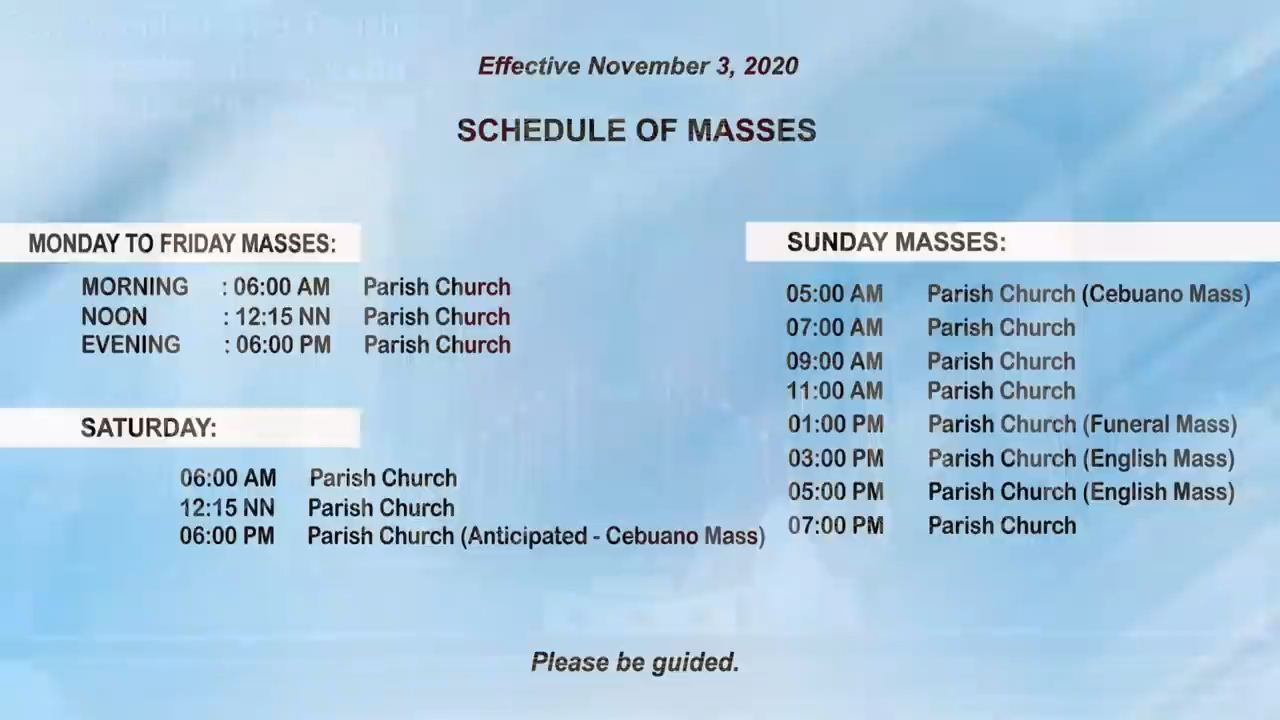 Effective November 3, 2020
SCHEDULE OF MASSES
MONDAY TO FRIDAY MASSES:
MORNING : 06:00 AM Parish Church
NOON : 12:15 NN Parish Church
EVENING : 06:00 PM Parish Church
SATURDAY:
06:00 AM Parish Church
12:15 NN Parish Church
06:00 PM Parish Church (Anticipated - Cebuano Mass)
SUNDAY MASSES:
05:00 AM Parish Church (Cebuano Mass)
07:00 AM Parish Church
09:00 AM Parish Church
11:00 AM Parish Church
01:00 PM Parish Church (Funeral Mass)
03:00 PM Parish Church (English Mass)
05:00 PM Parish Church (English Mass)
07:00 PM Parish Church
Please be guided.